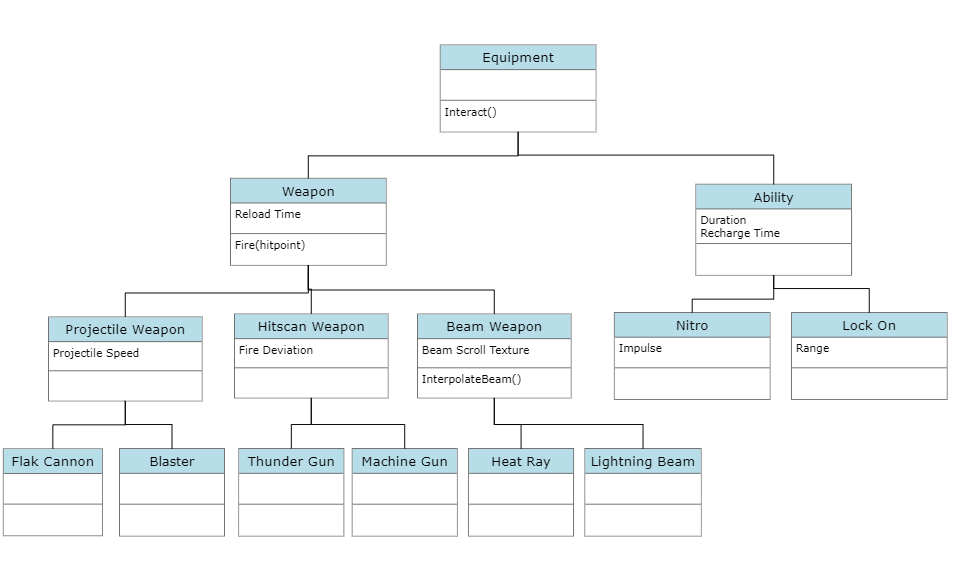 Equipment
Interact()
Weapon
Reload Time
Fire(hitpoint)
Ability
Duration
Recharge Time
Projectile Weapon
Projectile Speed
Hitscan Weapon
Fire Deviation
Beam Weapon
Beam Scroll Texture
InterpolateBeam()
Nitro
Impulse
Lock On
Range
Flak Cannon
Blaster
Thunder Gun
Machine Gun
Heat Ray
Lightning Beam